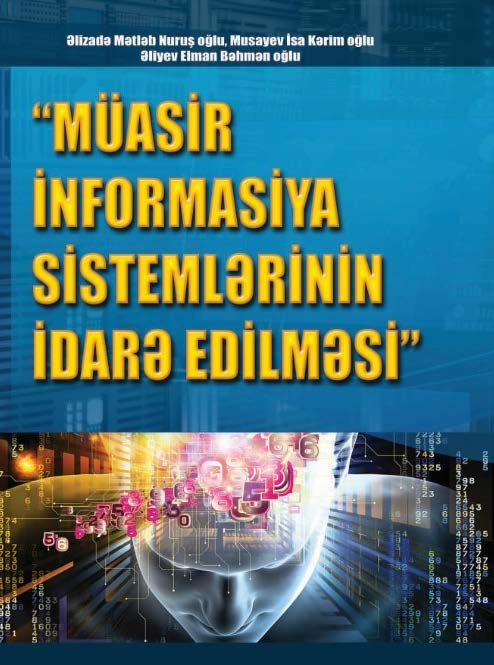 Əlizadə Mətləb Nuruş oğlu, Musayev İsa Kərim oğlu
Əliyev Elman Bəhmən oğlu
“MÜASİR
İNFORMASİYA
SİSTEMLƏRİNİN
İDARƏ EDİLMƏSİ”